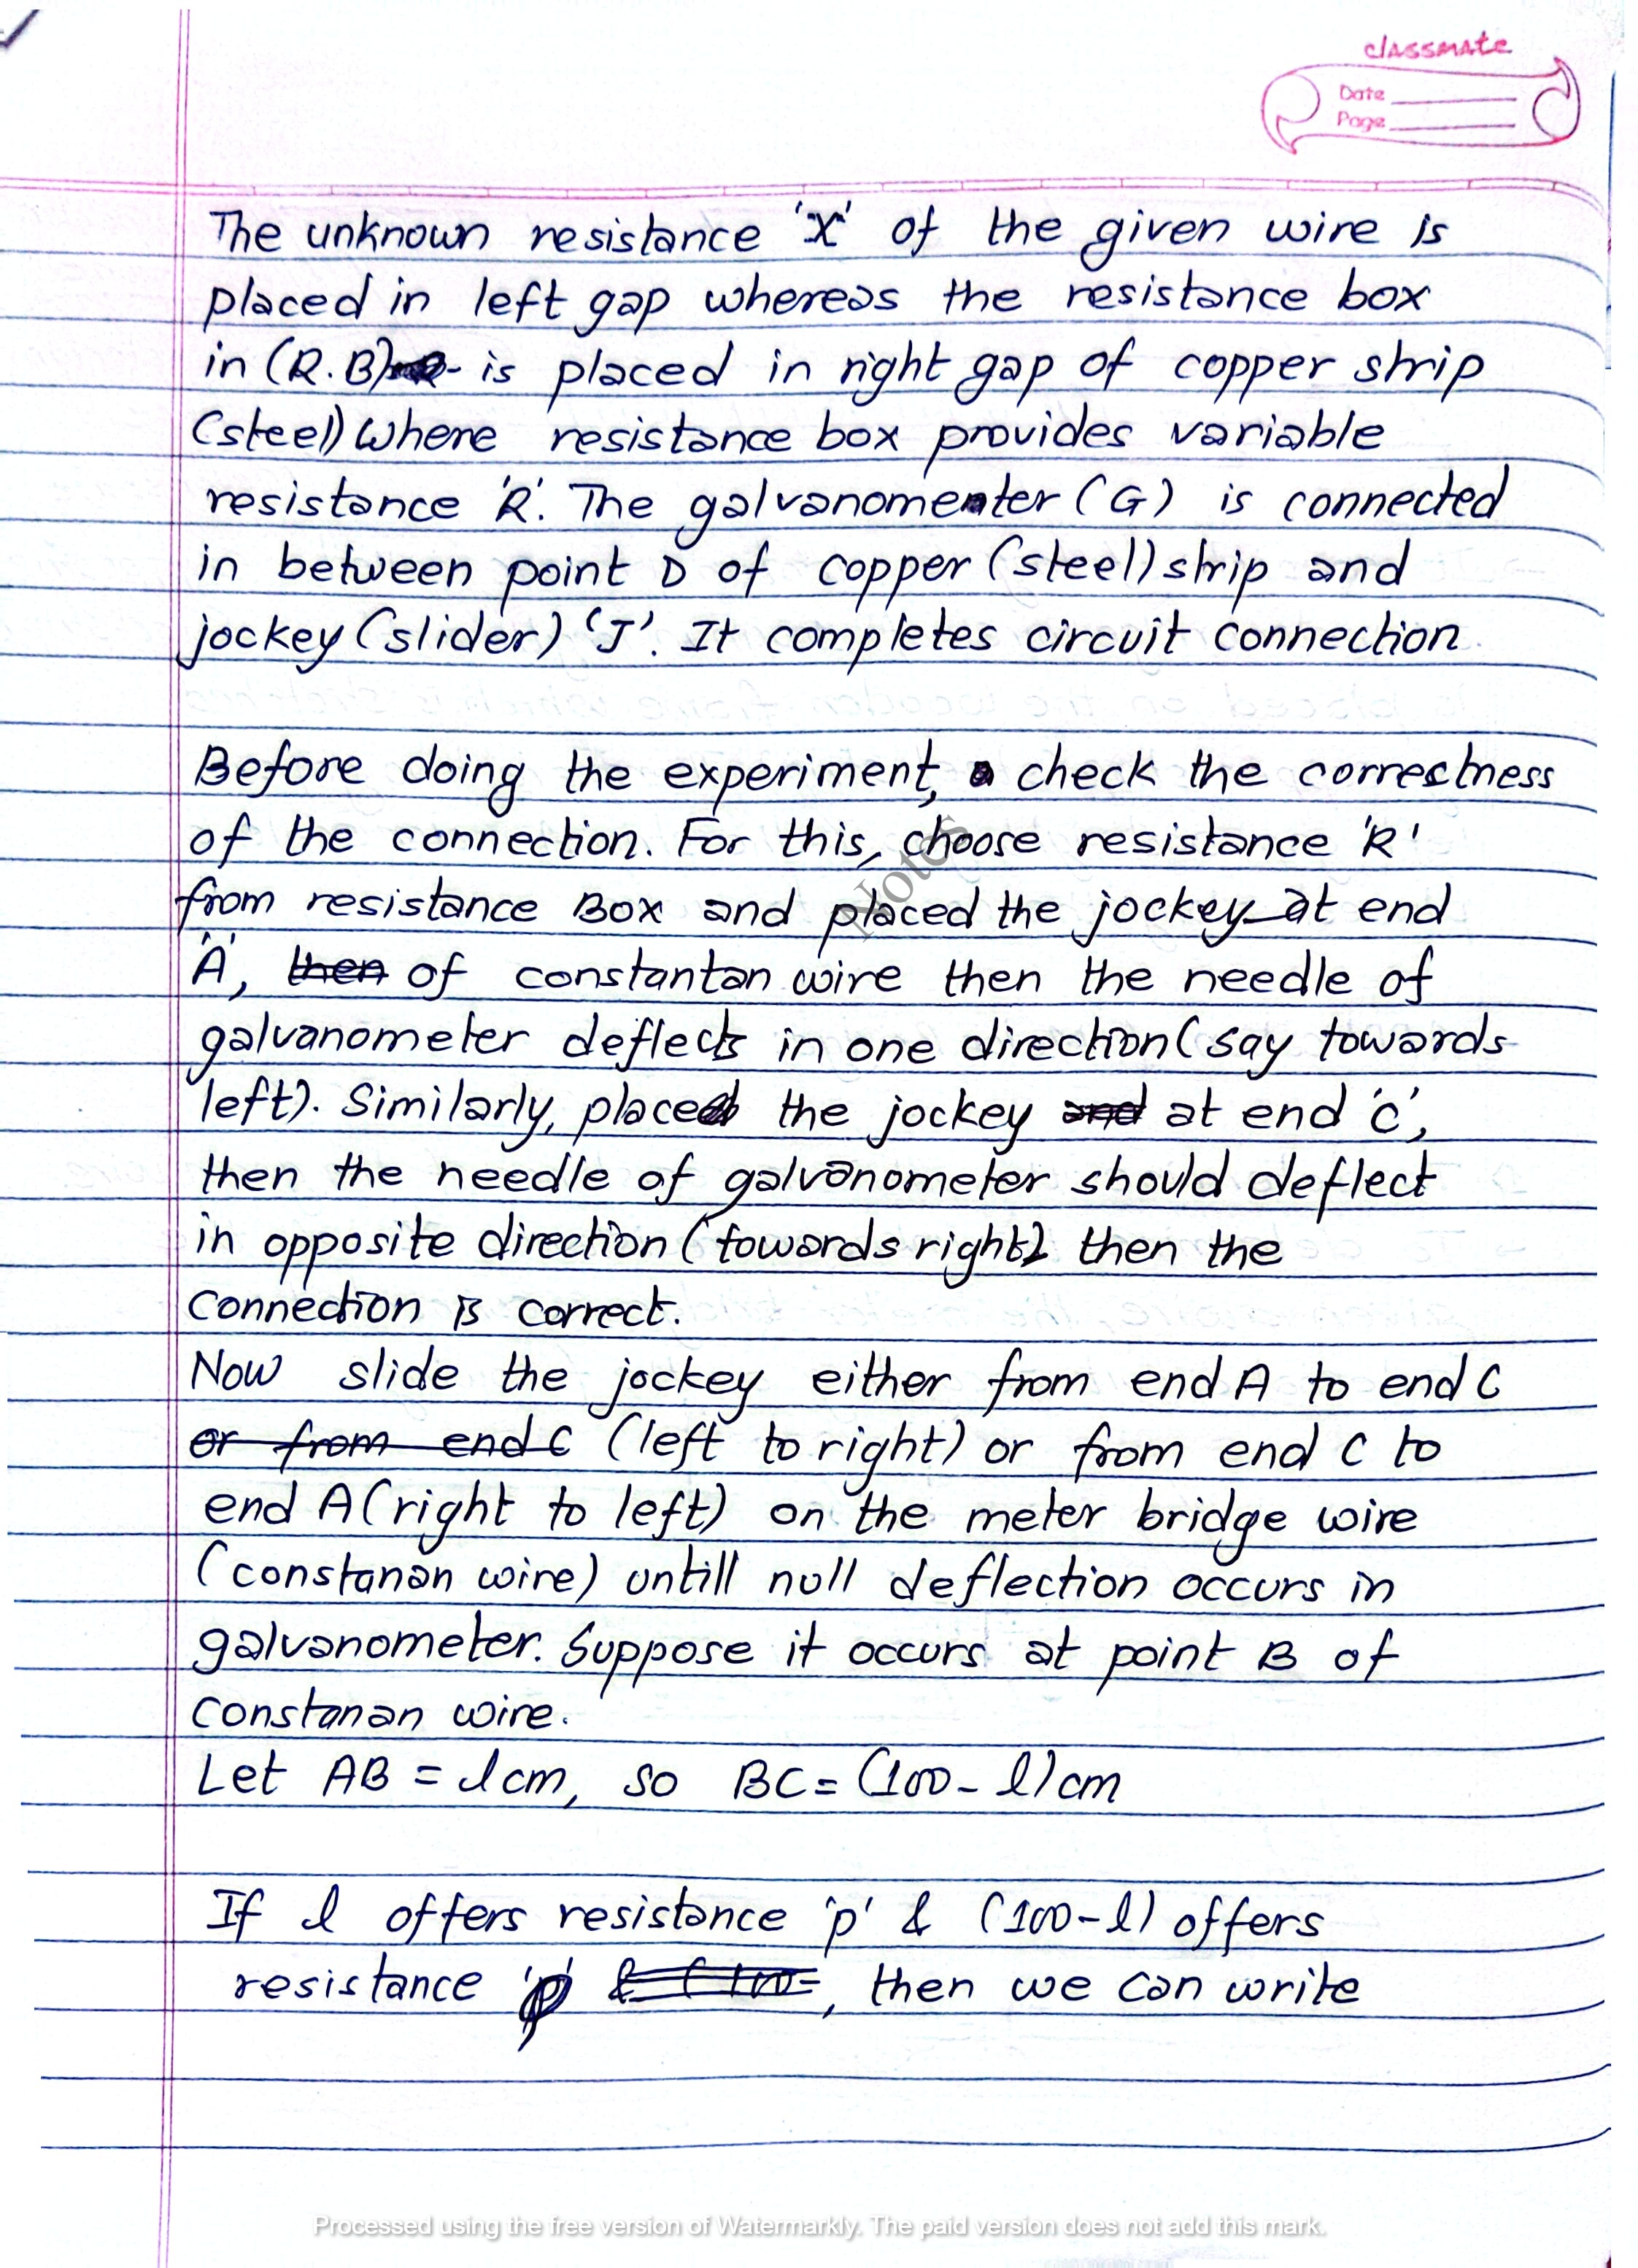 classmate
Date
Page
The unknown resistance 'X' of the given wire is
placed in left gap whereas the resistance box
in (R.B) is placed in right gap of copper strip
(steel) where resistance box provides variable
resistance 'R'. The galvanometer (G) is connected
in between point D of copper (steel) strip and
jockey (slider) 'J'. It completes circuit connection.
Before doing the experiment, check the correctness
of the connection. For this, choose resistance 'R'
Notes
from resistance Box and placed the jockey at end
'A', then of constantan wire then the needle of
galvanometer deflects in one direction (say towards
left). Similarly, place the jockey and at end 'C',
then the needle of galvanometer should deflect
in opposite direction (towards right) then the
connection is correct.
Now slide the jockey either from end A to end C
or from end C (left to right) or from end C to
end A (right to left) on the meter bridge wire
(constanan wire) untill null deflection occurs in
galvanometer. Suppose it occurs at point B of
constanan wire.
Let AB = l cm, so BC = (100 - l) cm
If l offers resistance 'p' & (100 - l) offers
resistance & (100 - , then we can write
Processed using the free version of Watermarkly. The paid version does not add this mark.